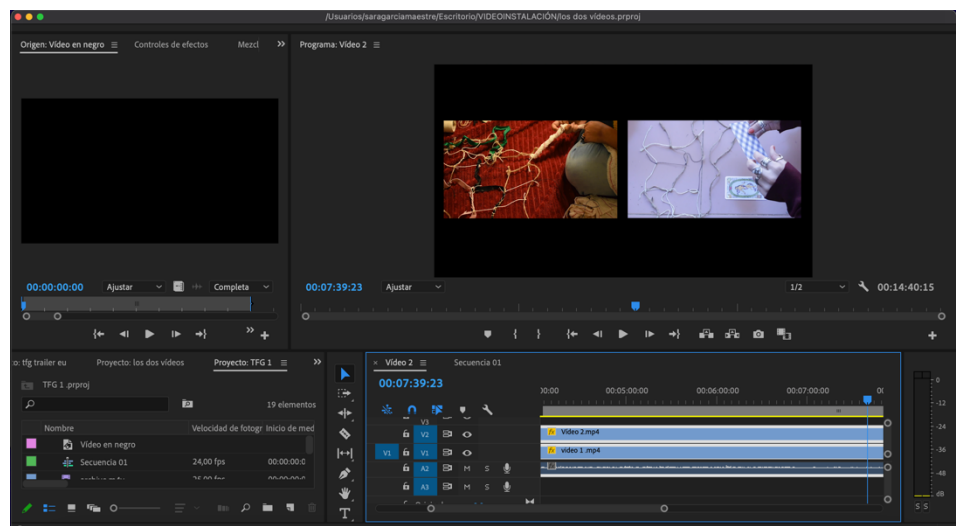 /Usuarios/saragarciamaestre/Escritorio/VIDEOINSTALACIÓN/los dos vídeos.prproj
Origen: Vídeo en negro
Controles de efectos
Mezcl
Programa: Vídeo 2
00:00:00:00
Ajustar
Completa
00:07:39:23
Ajustar
1/2
00:14:40:15
o: tfg trailer eu
Proyecto: los dos vídeos
Proyecto: TFG 1
TFG 1 .prproj
19 elementos
Nombre
Velocidad de fotogr
Inicio de med
Vídeo en negro
Secuencia 01
24,00 fps
00:00:00:0
Vídeo 2
Secuencia 01
00:07:39:23
00:00
00:05:00:00
00:06:00:00
00:07:00:00
V3
V2
Vídeo 2.mp4
V1
V1
video 1 .mp4
A2
M
S
A3
M
S
0
-12
-24
-36
-48
dB
S
S